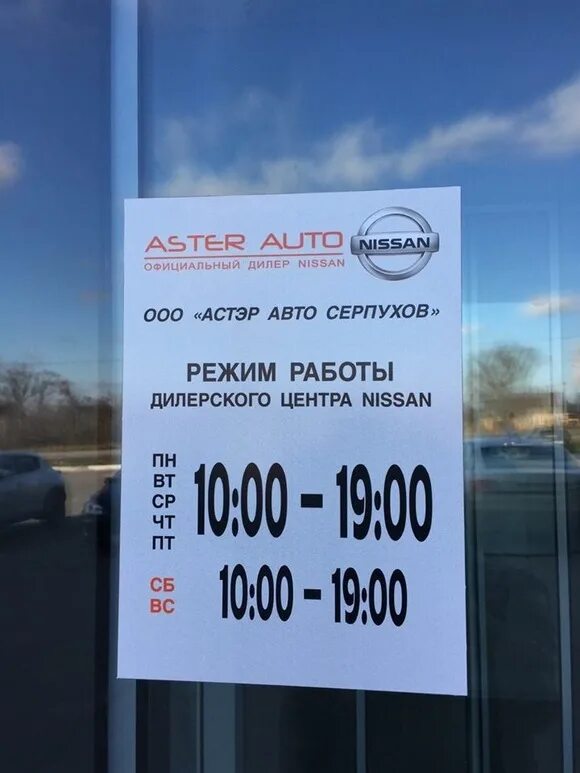 ASTER AUTO
ОФИЦИАЛЬНЫЙ ДИЛЕР NISSAN
NISSAN
ООО «АСТЭР АВТО СЕРПУХОВ»
РЕЖИМ РАБОТЫ
ДИЛЕРСКОГО ЦЕНТРА NISSAN
ПН
ВТ
СР
ЧТ
ПТ
10:00 – 19:00
СБ
ВС
10:00 – 19:00